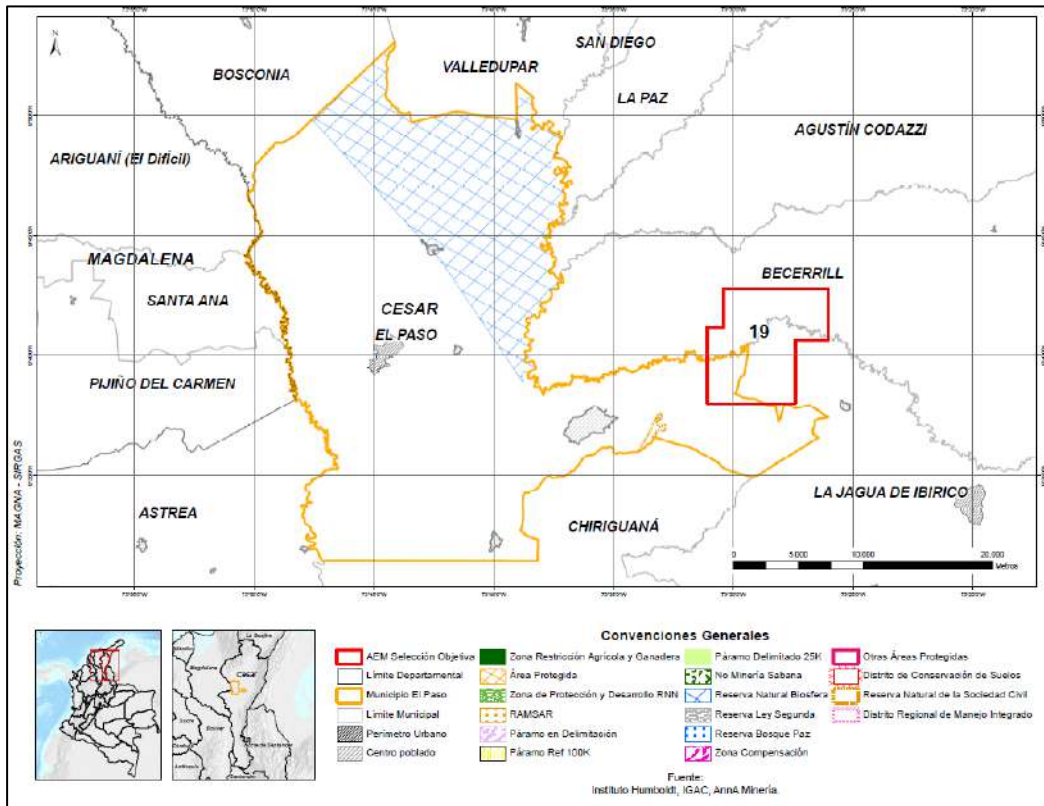 N
SAN DIEGO
BOSCONIA
VALLEDUPAR
LA PAZ
AGUSTÍN CODAZZI
ARIGUANÍ (El Difícil)
MAGDALENA
BECERRILL
SANTA ANA
CESAR
19
EL PASO
PIJIÑO DEL CARMEN
LA JAGUA DE IBIRICO
ASTREA
CHIRIGUANÁ
0 5.000 10.000 20.000
Metros
Proyección: MAGNA - SIRGAS
Convenciones Generales
AEM Selección Objetiva
Límite Departamental
Municipio El Paso
Límite Municipal
Perímetro Urbano
Centro poblado
Zona Restricción Agrícola y Ganadera
Área Protegida
Zona de Protección y Desarrollo RNN
RAMSAR
Páramo en Delimitación
Páramo Ref 100K
Páramo Delimitado 25K
No Minería Sabana
Reserva Natural Biosfera
Reserva Ley Segunda
Reserva Bosque Paz
Zona Compensación
Otras Áreas Protegidas
Distrito de Conservación de Suelos
Reserva Natural de la Sociedad Civil
Distrito Regional de Manejo Integrado
Fuente:
Instituto Humboldt, IGAC, AnnA Minería.
La Guajira
Magdalena
Cesar
Bolívar